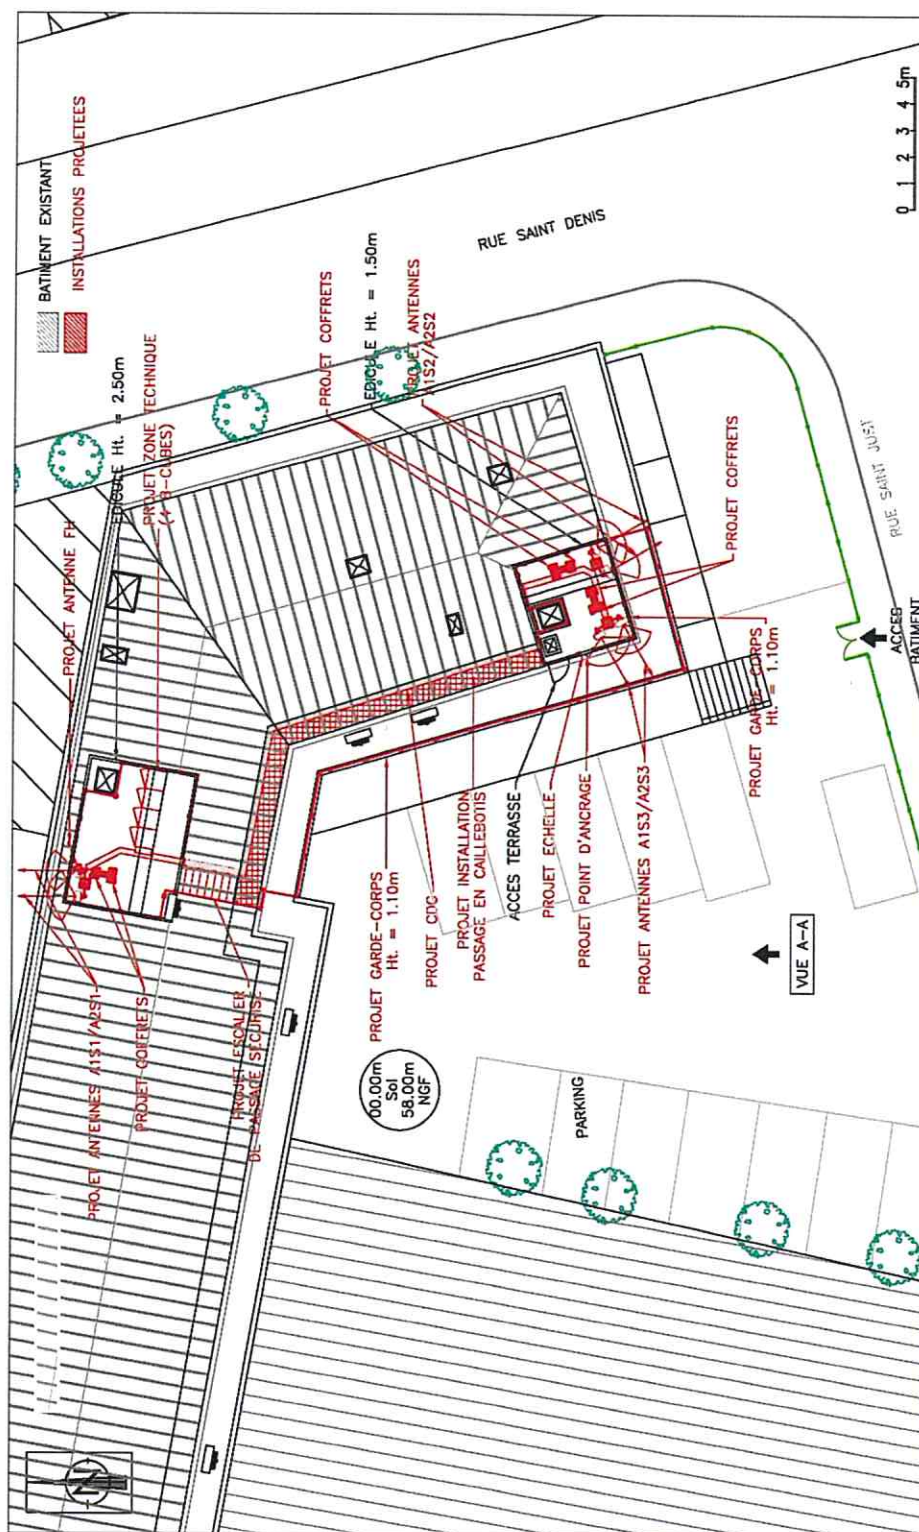 BATIMENT EXISTANT
INSTALLATIONS PROJETEES
PROJET ANTENNE FH
EDICULE Ht. = 2.50m
PROJET ZONE TECHNIQUE
RUE SAINT DENIS
PROJET COFFRETS
EDICULE Ht. = 1.50m
PROJET ANTENNES
A1S2/A2S2
PROJET COFFRETS
RUE SAINT JUST
ACCES
BATIMENT
0 1 2 3 4 5m
PROJET GARDE-CORPS
Ht. = 1.10m
PROJET ANTENNES A1S1/A2S1
PROJET COFFRETS
PROJET ESCALIER
DE PASSAGE SECURISE
PROJET GARDE-CORPS
Ht. = 1.10m
PROJET CDC
PROJET INSTALLATION
PASSAGE EN CAILLEBOTIS
ACCES TERRASSE
PROJET ECHELLE
PROJET POINT D'ANCRAGE
PROJET ANTENNES A1S3/A2S3
VUE A-A
00.00m
Sol
58.00m
NGF
PARKING
N